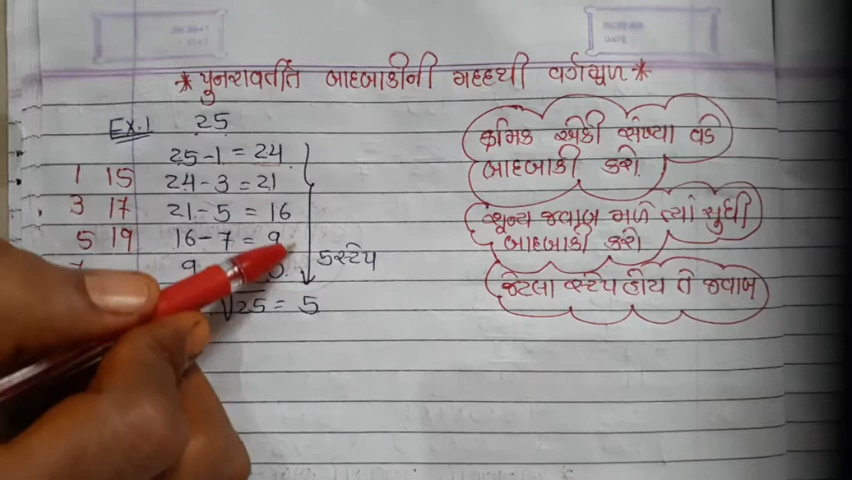 * પુનરાવર્તીત બાદબાકીની મદદથી વર્ગમૂળ *
Ex.1 25
25 - 1 = 24
1 15 24 - 3 = 21
3 17 21 - 5 = 16
5 19 16 - 7 = 9
7 9
√25 = 5
5સ્ટેપ
ક્રમિક એકી સંખ્યા વડે
બાદબાકી કરો.
શૂન્ય જવાબ મળે ત્યાં સુધી
બાદબાકી કરો
જેટલા સ્ટેપ હોય તે જવાબ